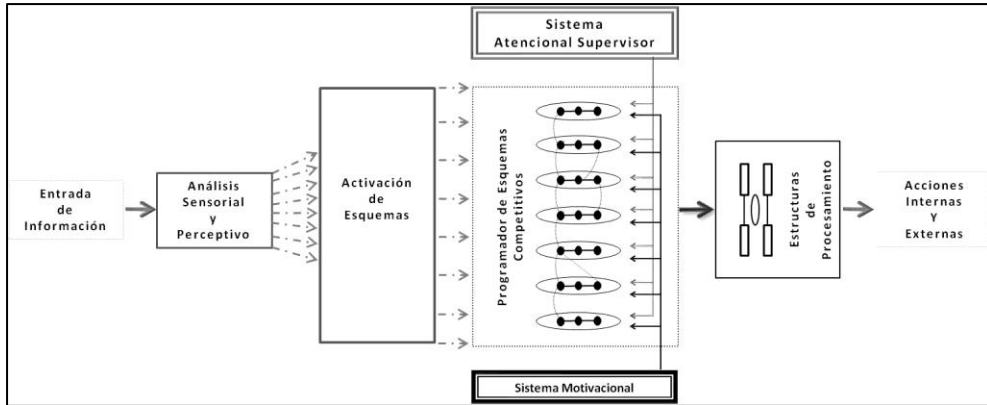 Sistema
Atencional Supervisor
Entrada
de
Información
Análisis
Sensorial
y
Perceptivo
Activación
de
Esquemas
Programador de Esquemas
Competitivos
Estructuras
de
Procesamiento
Acciones
Internas
Y
Externas
Sistema Motivacional